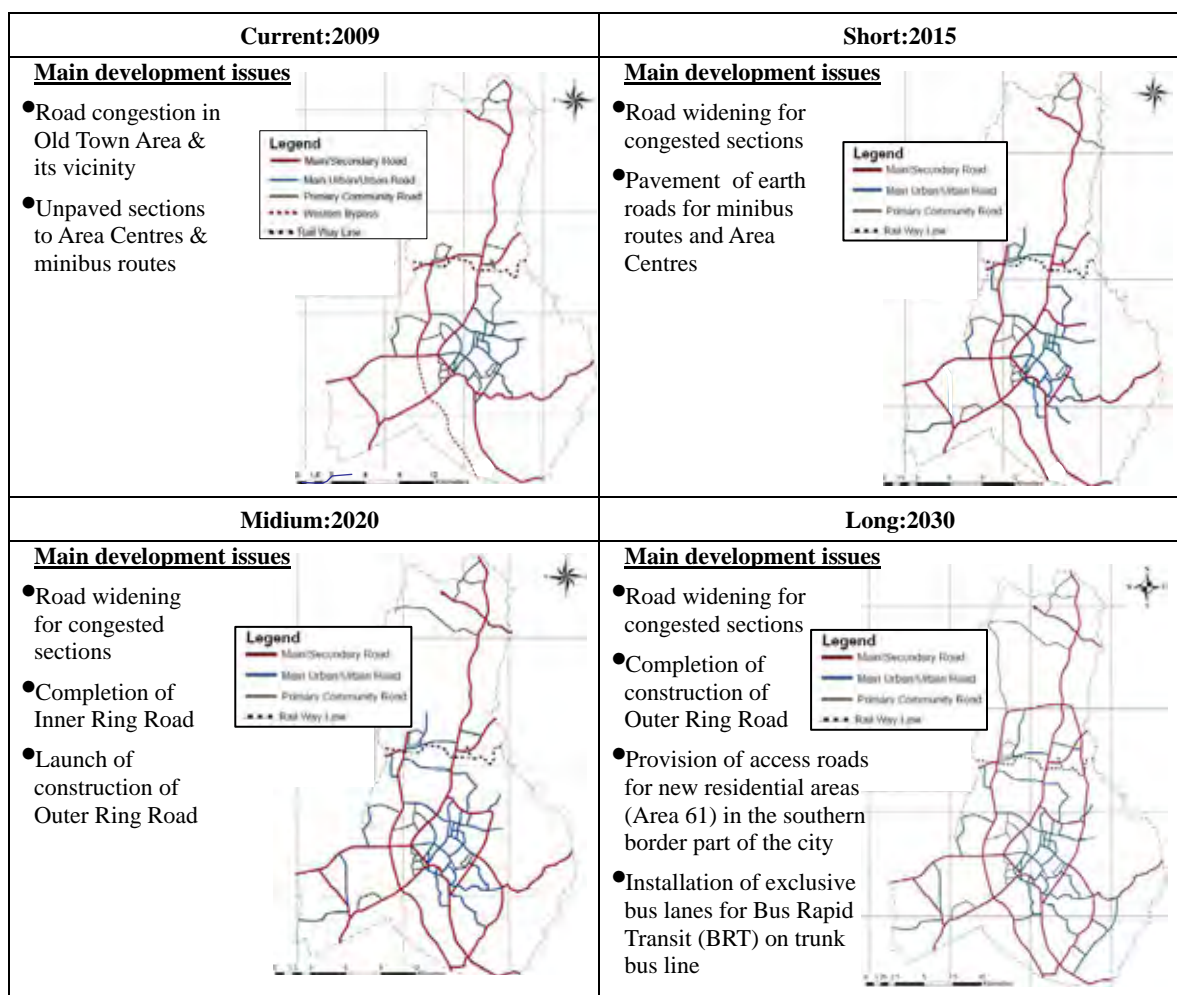 Current:2009
Main development issues
●Road congestion in
Old Town Area &
its vicinity
●Unpaved sections
to Area Centres &
minibus routes
Legend
Main/Secondary Road
Main Urban/Urban Road
Primary Community Road
Western Bypass
Rail Way Line
Short:2015
Main development issues
●Road widening for
congested sections
●Pavement of earth
roads for minibus
routes and Area
Centres
Legend
Main/Secondary Road
Main Urban/Urban Road
Primary Community Road
Rail Way Line
Midium:2020
Main development issues
●Road widening
for congested
sections
●Completion of
Inner Ring Road
●Launch of
construction of
Outer Ring Road
Legend
Main/Secondary Road
Main Urban/Urban Road
Primary Community Road
Rail Way Line
Long:2030
Main development issues
●Road widening for
congested sections
●Completion of
construction of
Outer Ring Road
●Provision of access roads
for new residential areas
(Area 61) in the southern
border part of the city
●Installation of exclusive
bus lanes for Bus Rapid
Transit (BRT) on trunk
bus line
Legend
Main/Secondary Road
Main Urban/Urban Road
Primary Community Road
Rail Way Line